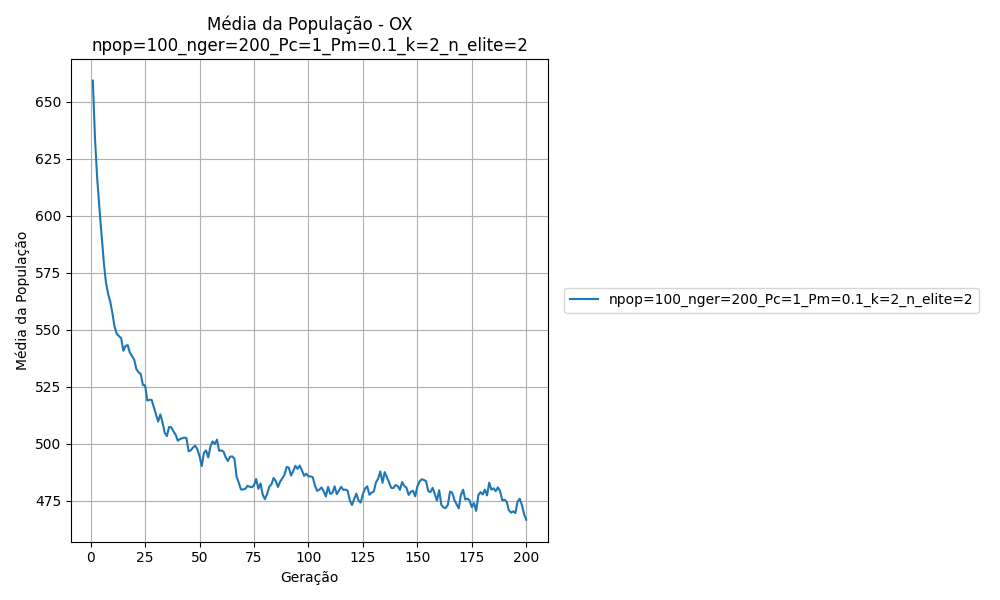 Média da População - OX
npop=100_nger=200_Pc=1_Pm=0.1_k=2_n_elite=2
650
625
600
575
550
525
500
475
Média da População
0 25 50 75 100 125 150 175 200
Geração
npop=100_nger=200_Pc=1_Pm=0.1_k=2_n_elite=2